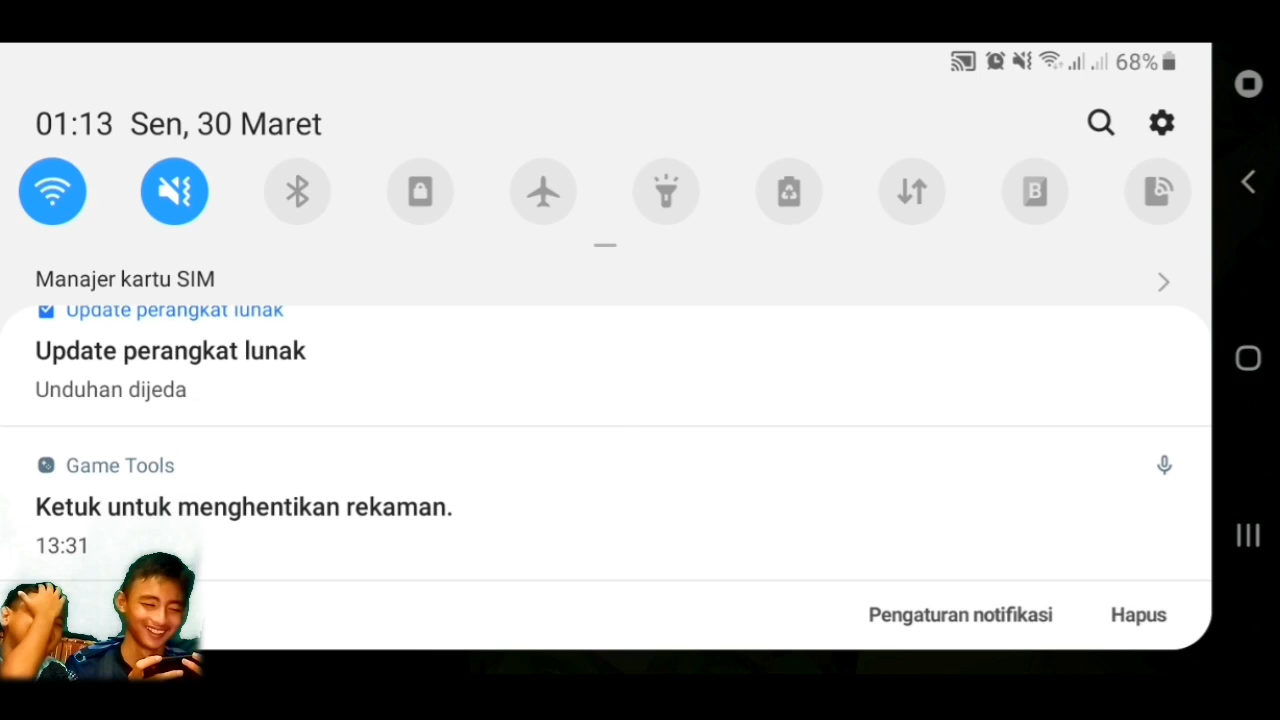 68%
01:13 Sen, 30 Maret
B
Manajer kartu SIM
Update perangkat lunak
Update perangkat lunak
Unduhan dijeda
Game Tools
Ketuk untuk menghentikan rekaman.
13:31
Pengaturan notifikasi Hapus